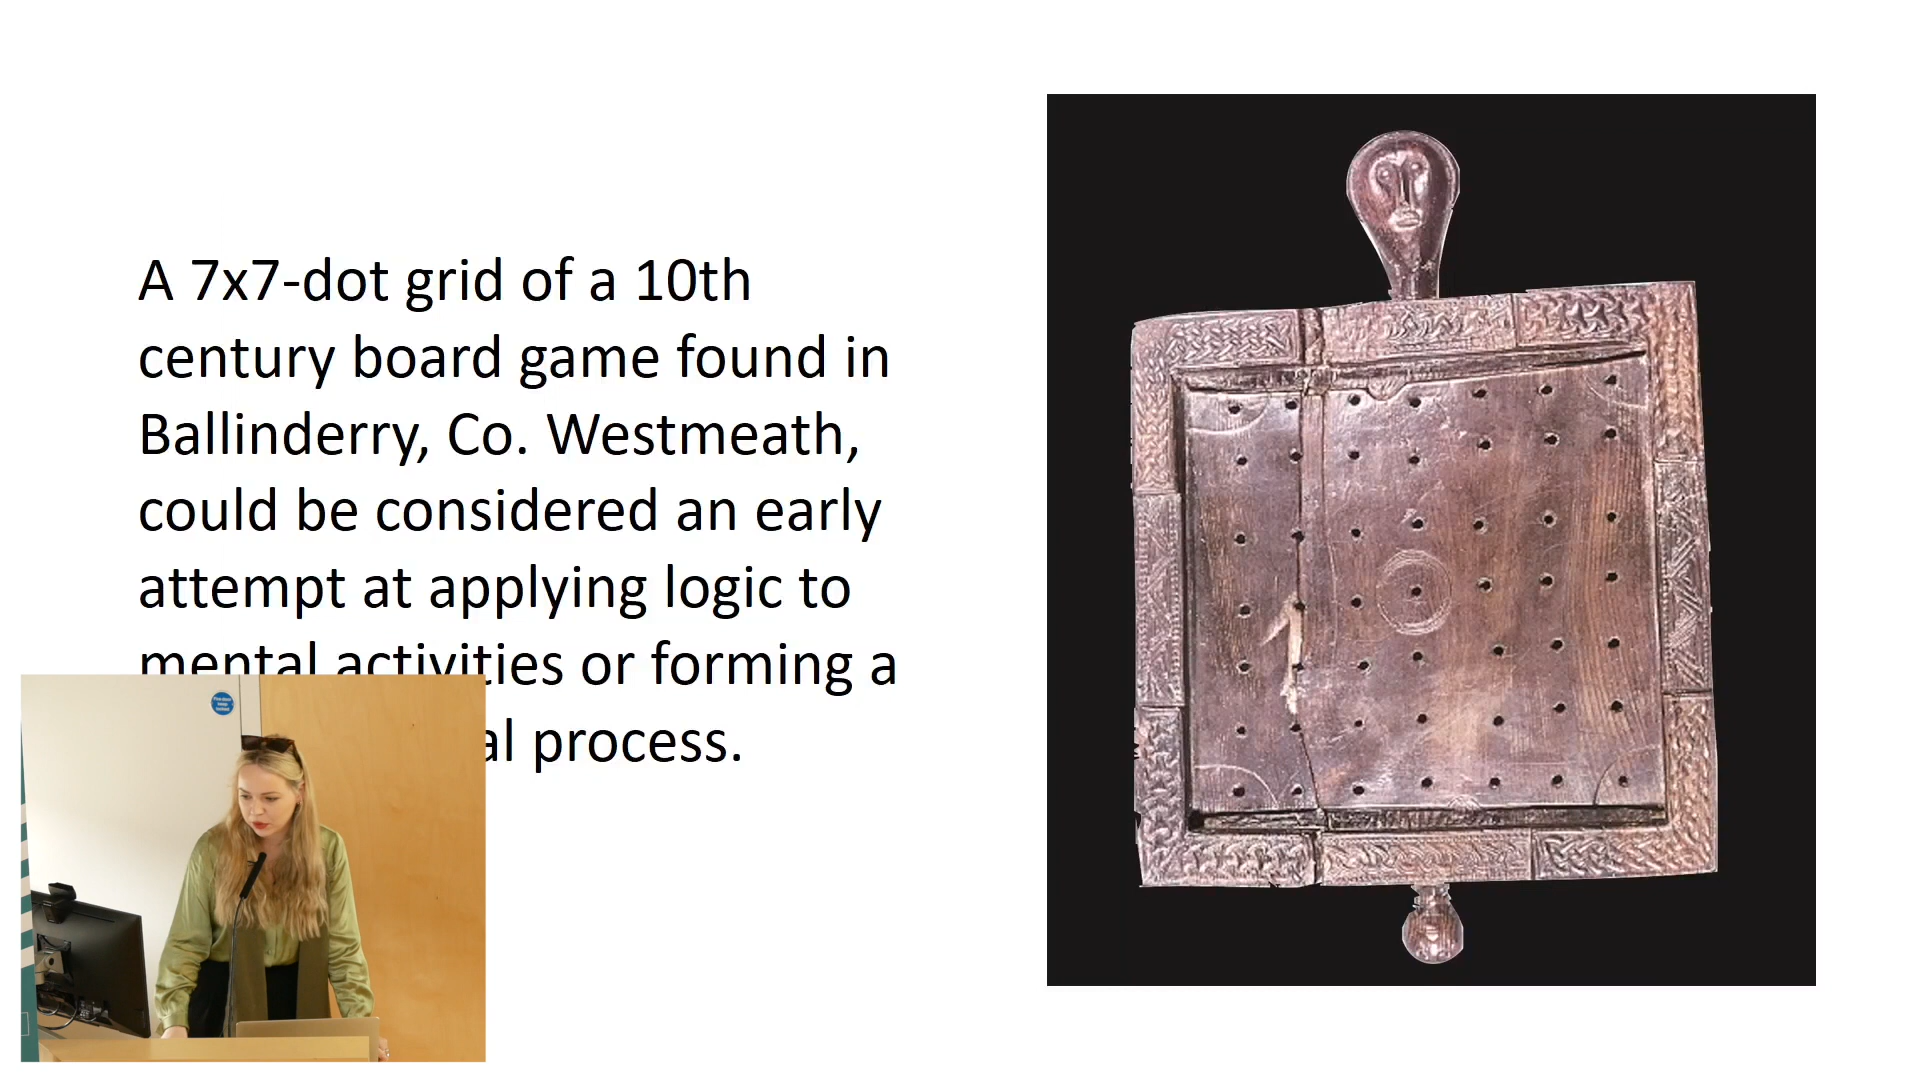 A 7x7-dot grid of a 10th
century board game found in
Ballinderry, Co. Westmeath,
could be considered an early
attempt at applying logic to
mental activities or forming a
al process.